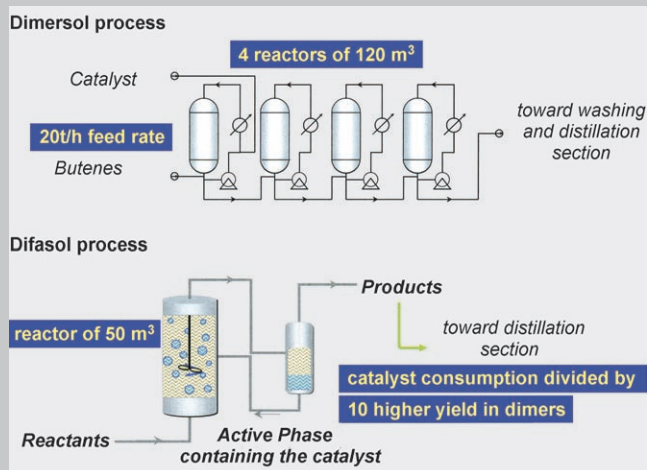 Dimersol process
4 reactors of 120 m³
Catalyst
20t/h feed rate
Butenes
toward washing
and distillation
section
Difasol process
Products
reactor of 50 m³
toward distillation
section
catalyst consumption divided by
10 higher yield in dimers
Reactants
Active Phase
containing the catalyst